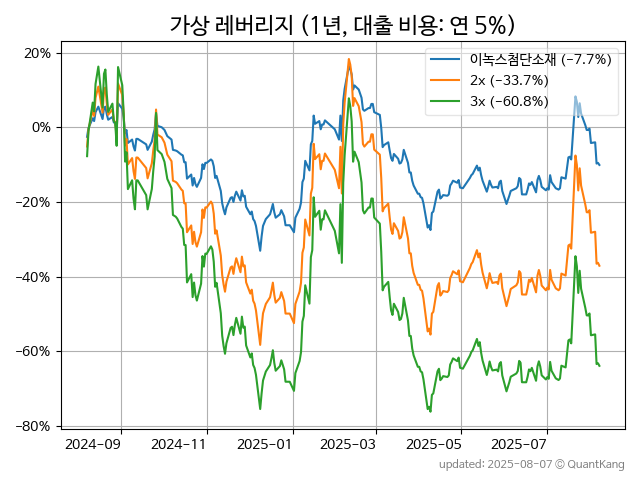 가상 레버리지 (1년, 대출 비용: 연 5%)
이녹스첨단소재 (−7.7%)
2x (−33.7%)
3x (−60.8%)
20%
0%
−20%
−40%
−60%
−80%
2024-09 2024-11 2025-01 2025-03 2025-05 2025-07
updated: 2025-08-07 © QuantKang